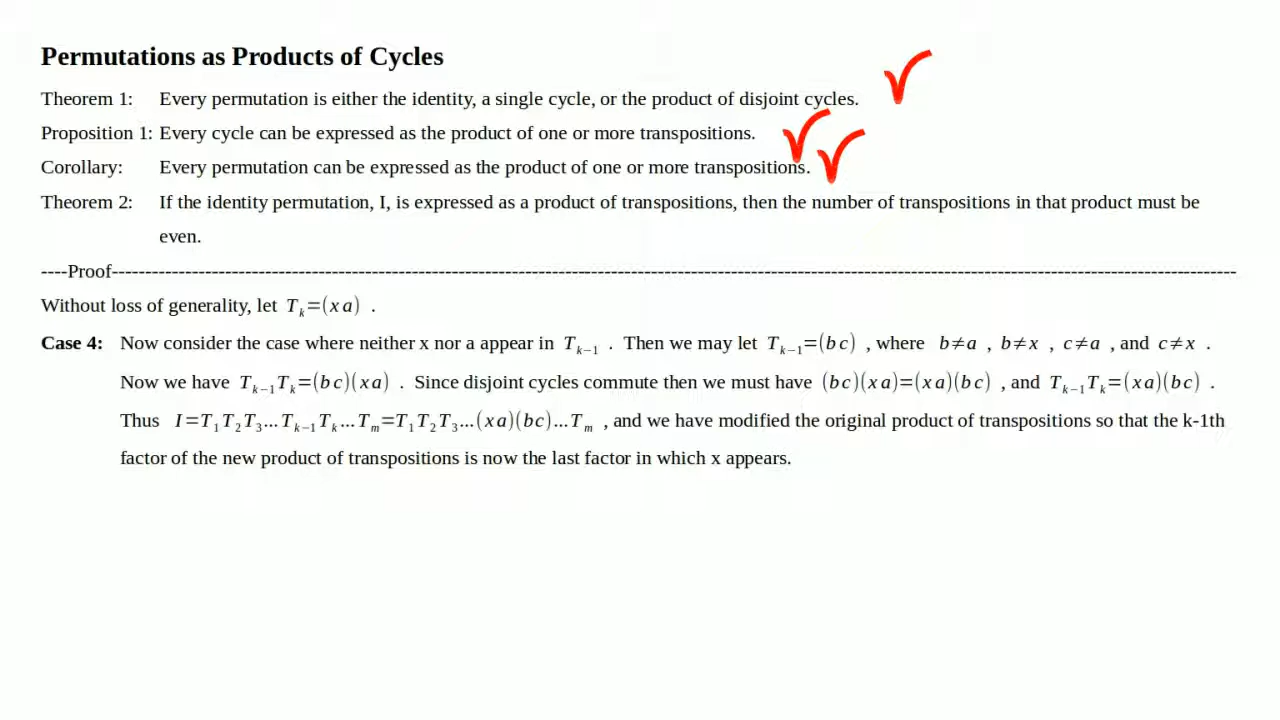 Permutations as Products of Cycles
Theorem 1: Every permutation is either the identity, a single cycle, or the product of disjoint cycles.
Proposition 1: Every cycle can be expressed as the product of one or more transpositions.
Corollary: Every permutation can be expressed as the product of one or more transpositions.
Theorem 2: If the identity permutation, I, is expressed as a product of transpositions, then the number of transpositions in that product must be
even.
----Proof--------------------------------------------------------------------------------------------------------------------------------------------------------------------------
Without loss of generality, let T_k=(x a) .
Case 4: Now consider the case where neither x nor a appear in T_{k−1} . Then we may let T_{k−1}=(b c) , where b≠a , b≠x , c≠a , and c≠x .
Now we have T_{k−1}T_k=(b c)(x a) . Since disjoint cycles commute then we must have (b c)(x a)=(x a)(b c) , and T_{k−1}T_k=(x a)(b c) .
Thus I=T_1T_2T_3...T_{k−1}T_k...T_m=T_1T_2T_3...(x a)(b c)...T_m , and we have modified the original product of transpositions so that the k-1th
factor of the new product of transpositions is now the last factor in which x appears.